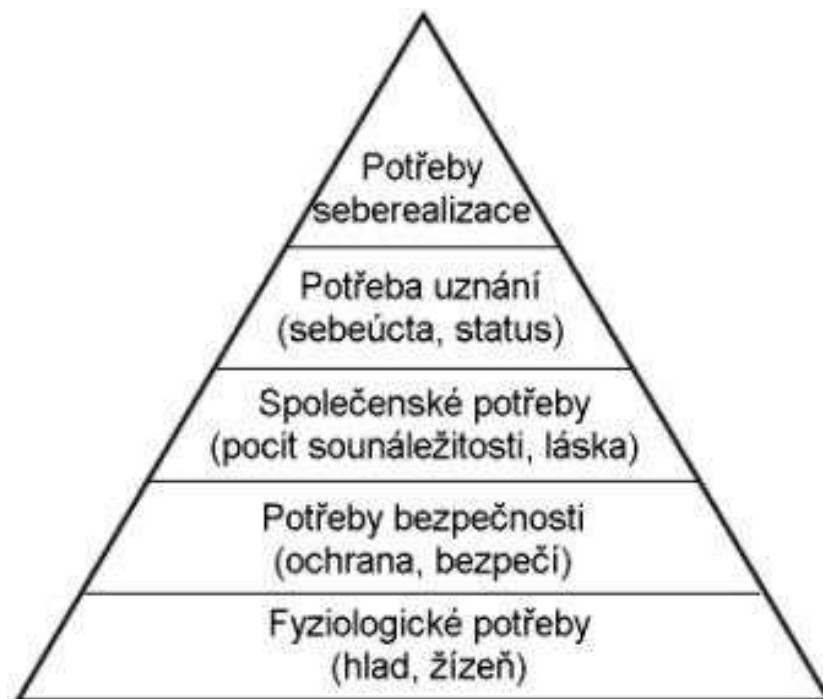 Potřeby
seberealizace
Potřeba uznání
(sebeúcta, status)
Společenské potřeby
(pocit sounáležitosti, láska)
Potřeby bezpečnosti
(ochrana, bezpečí)
Fyziologické potřeby
(hlad, žízeň)